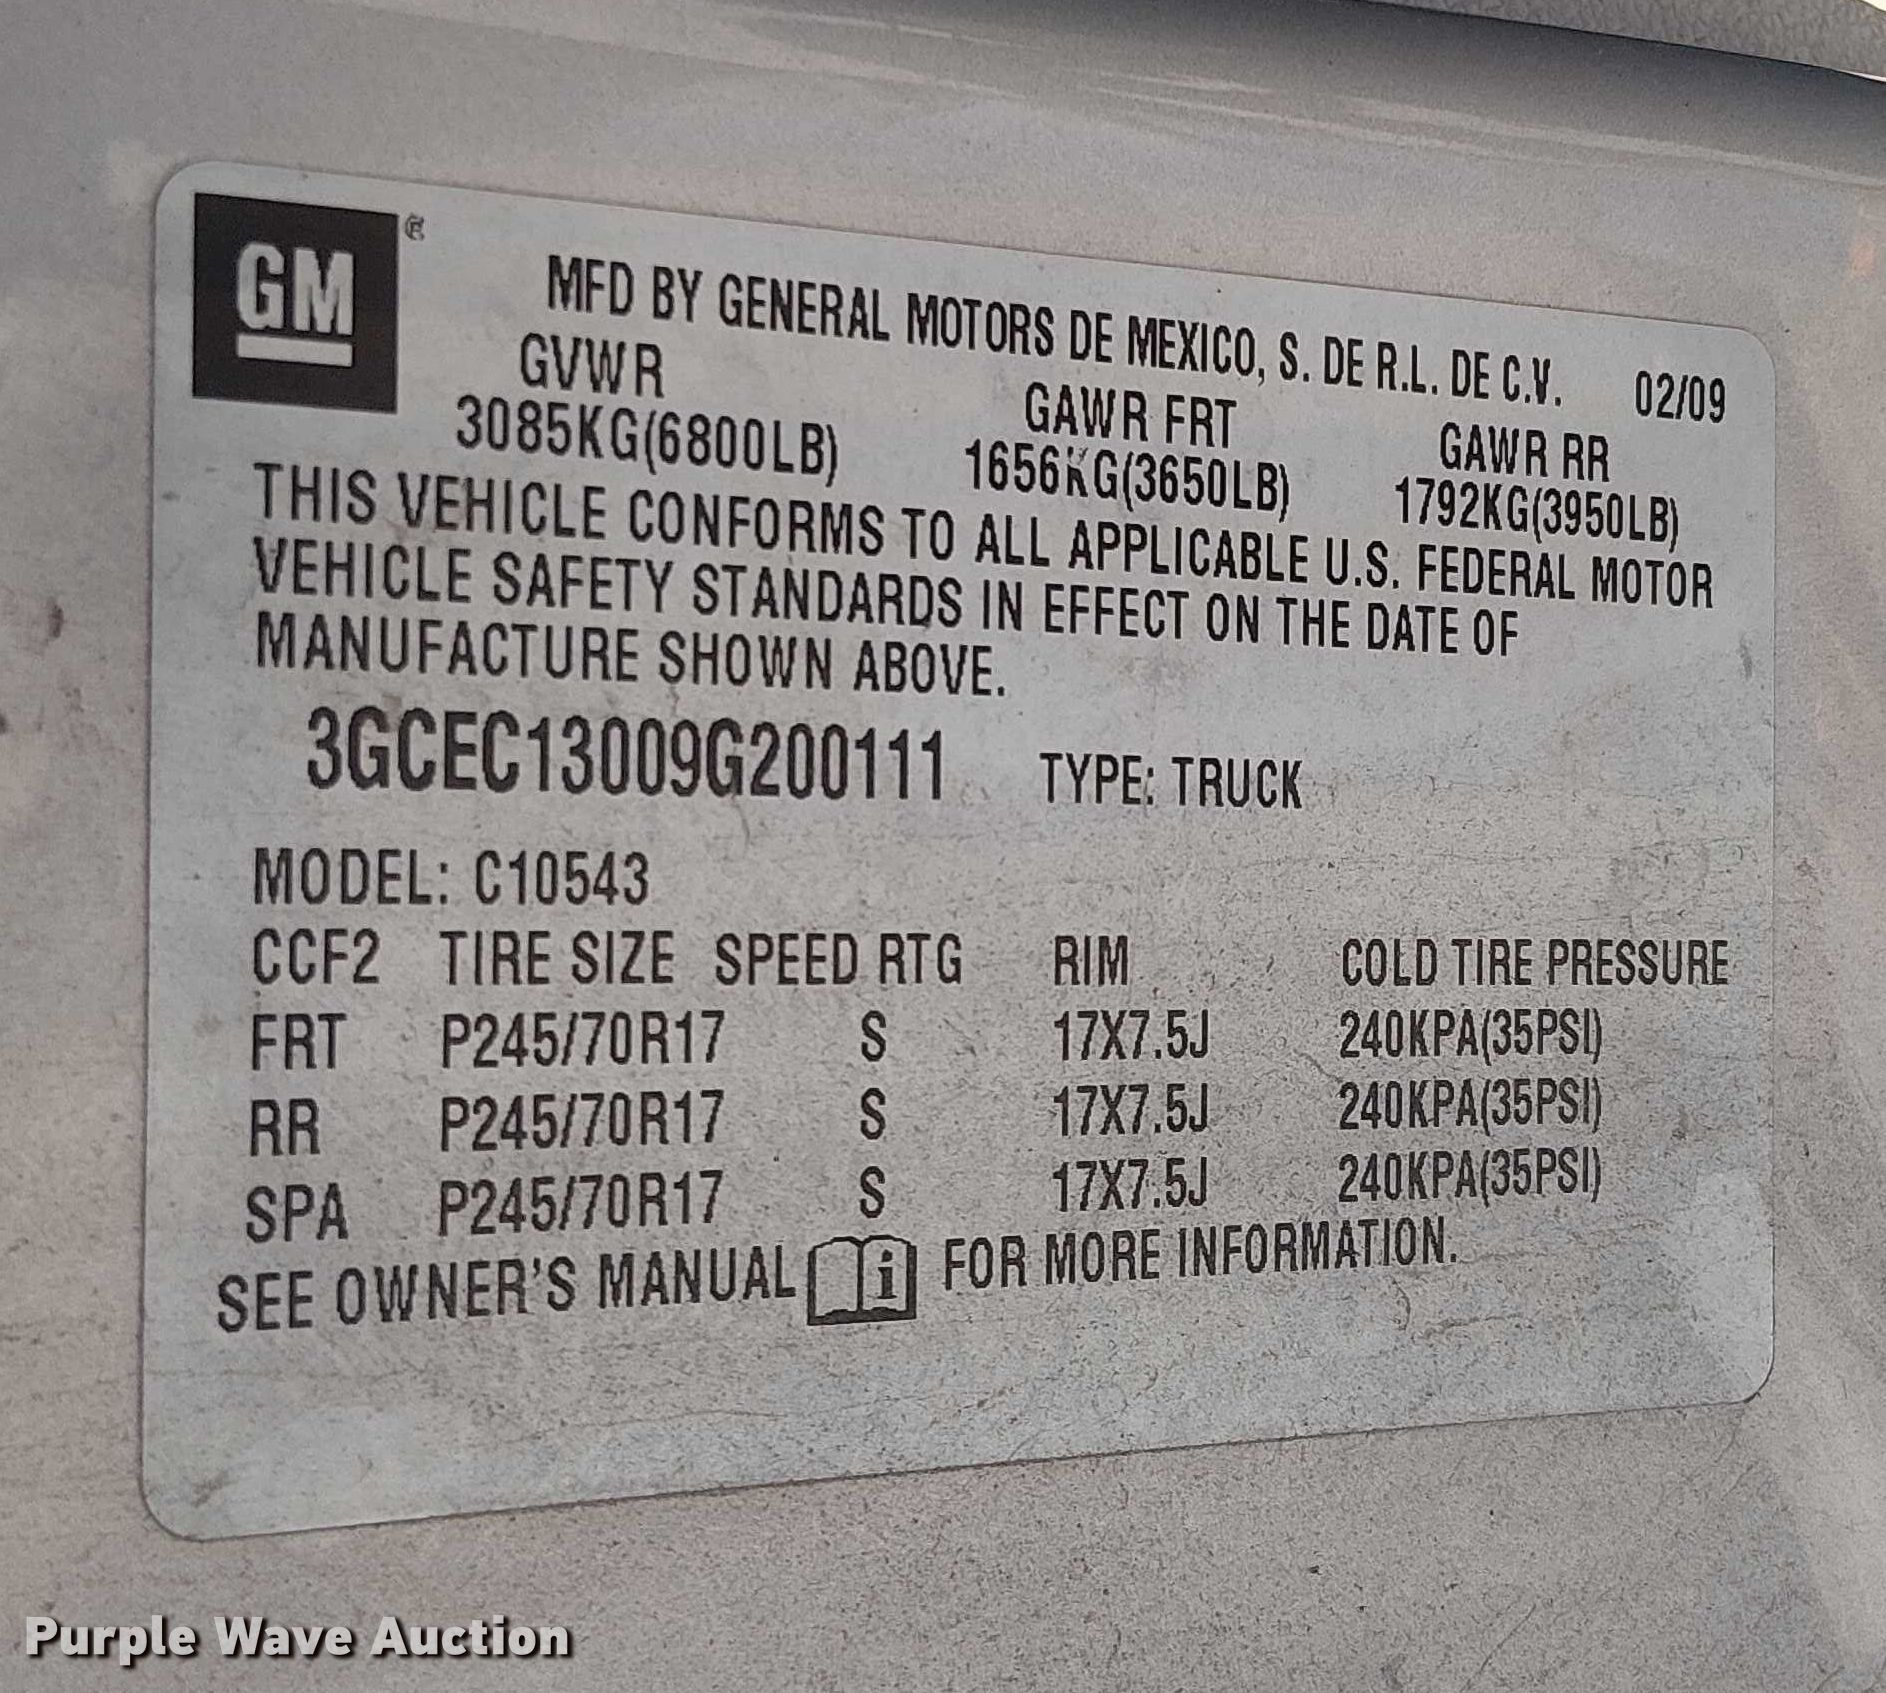 GM ®
MFD BY GENERAL MOTORS DE MEXICO, S. DE R.L. DE C.V. 02/09
GVWR GAWR FRT GAWR RR
3085KG(6800LB) 1656KG(3650LB) 1792KG(3950LB)
THIS VEHICLE CONFORMS TO ALL APPLICABLE U.S. FEDERAL MOTOR
VEHICLE SAFETY STANDARDS IN EFFECT ON THE DATE OF
MANUFACTURE SHOWN ABOVE.
3GCEC13009G200111 TYPE: TRUCK
MODEL: C10543
CCF2 TIRE SIZE SPEED RTG RIM COLD TIRE PRESSURE
FRT P245/70R17 S 17X7.5J 240KPA(35PSI)
RR P245/70R17 S 17X7.5J 240KPA(35PSI)
SPA P245/70R17 S 17X7.5J 240KPA(35PSI)
SEE OWNER'S MANUAL i FOR MORE INFORMATION.
Purple Wave Auction